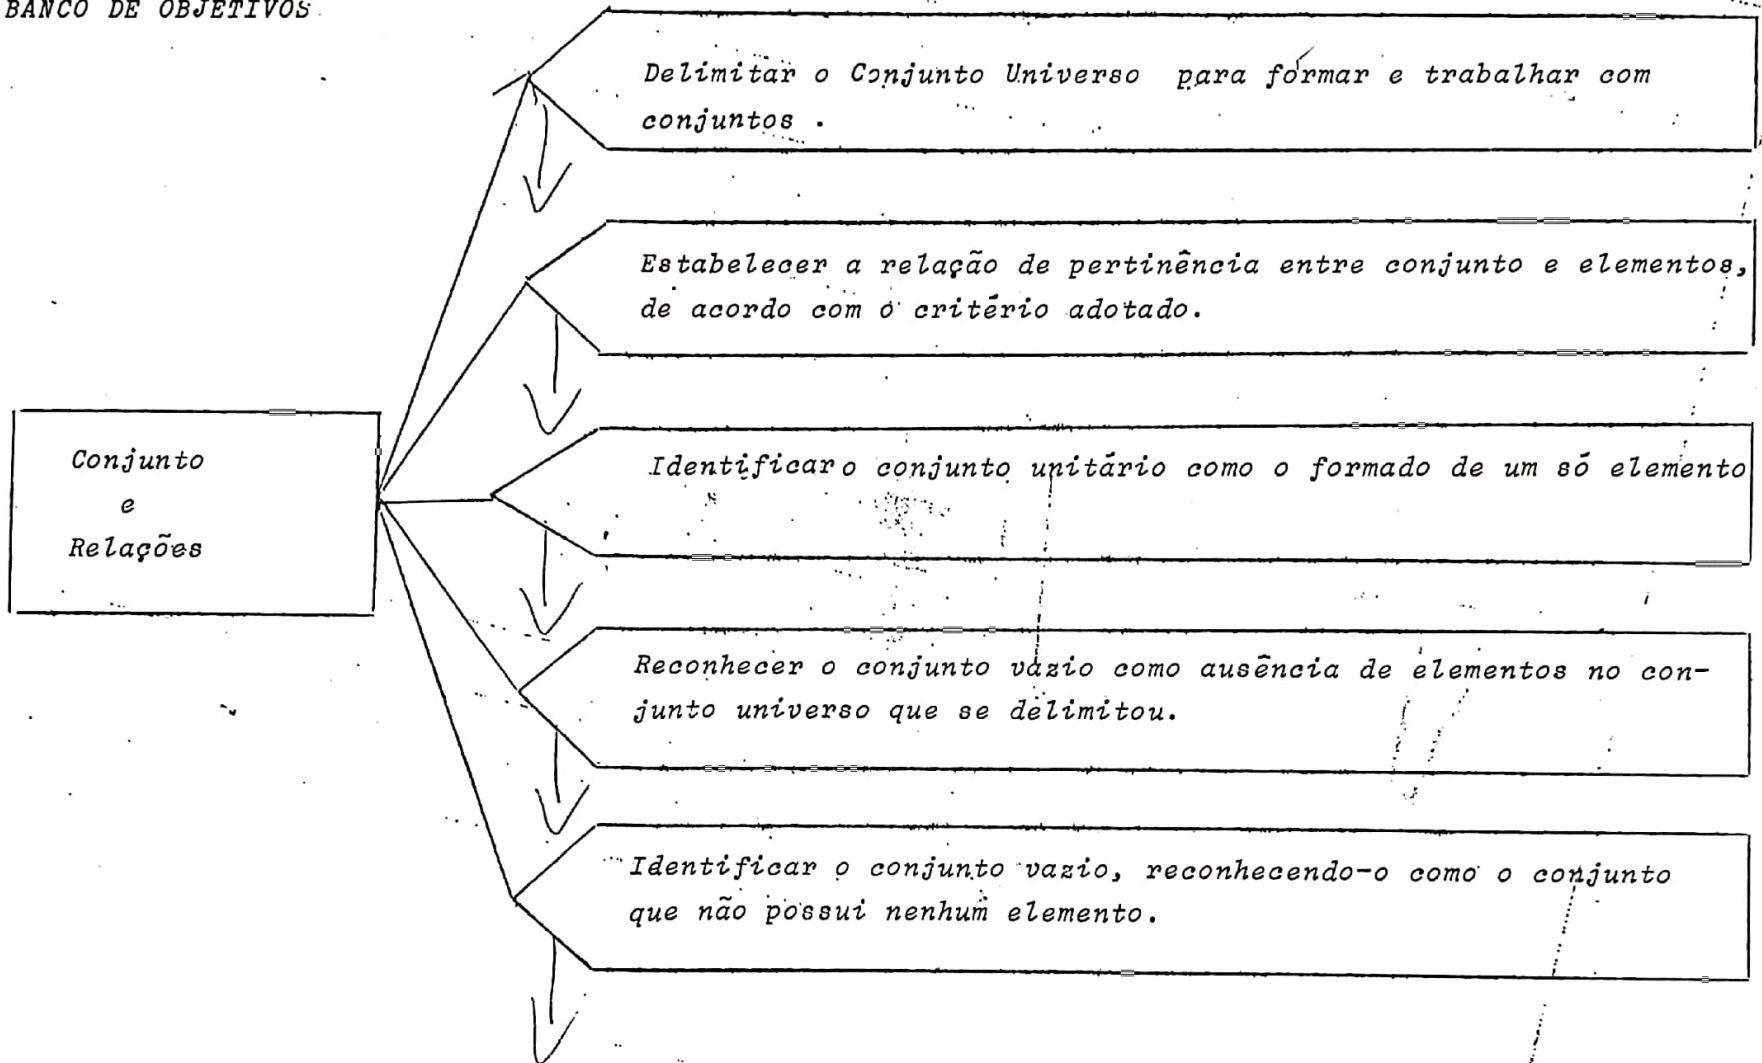 BANCO DE OBJETIVOS
Delimitar o Conjunto Universo para formar e trabalhar com
conjuntos .
Estabelecer a relação de pertinência entre conjunto e elementos,
de acordo com o critério adotado.
Conjunto
e
Relações
Identificar o conjunto unitário como o formado de um só elemento
Reconhecer o conjunto vazio como ausência de elementos no con-
junto universo que se delimitou.
Identificar o conjunto vazio, reconhecendo-o como o conjunto
que não possui nenhum elemento.